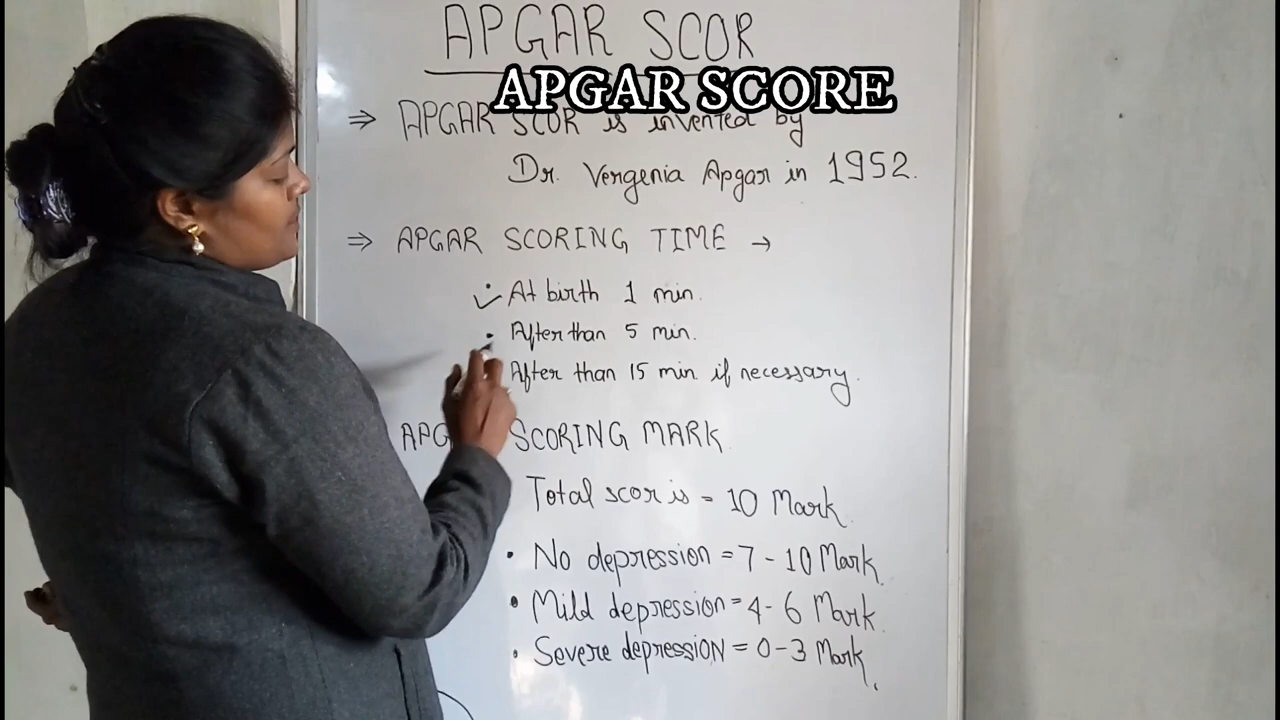 APGAR SCOR
APGAR SCORE
⇒ APGAR SCOR is invented by
Dr. Vergenia Apgar in 1952.
⇒ APGAR SCORING TIME →
✓ • At birth 1 min.
• After than 5 min.
After than 15 min. if necessary.
APG SCORING MARK
Total scor is = 10 Mark.
• No depression = 7 - 10 Mark.
• Mild depression = 4 - 6 Mark.
• Severe depression = 0 - 3 Mark.